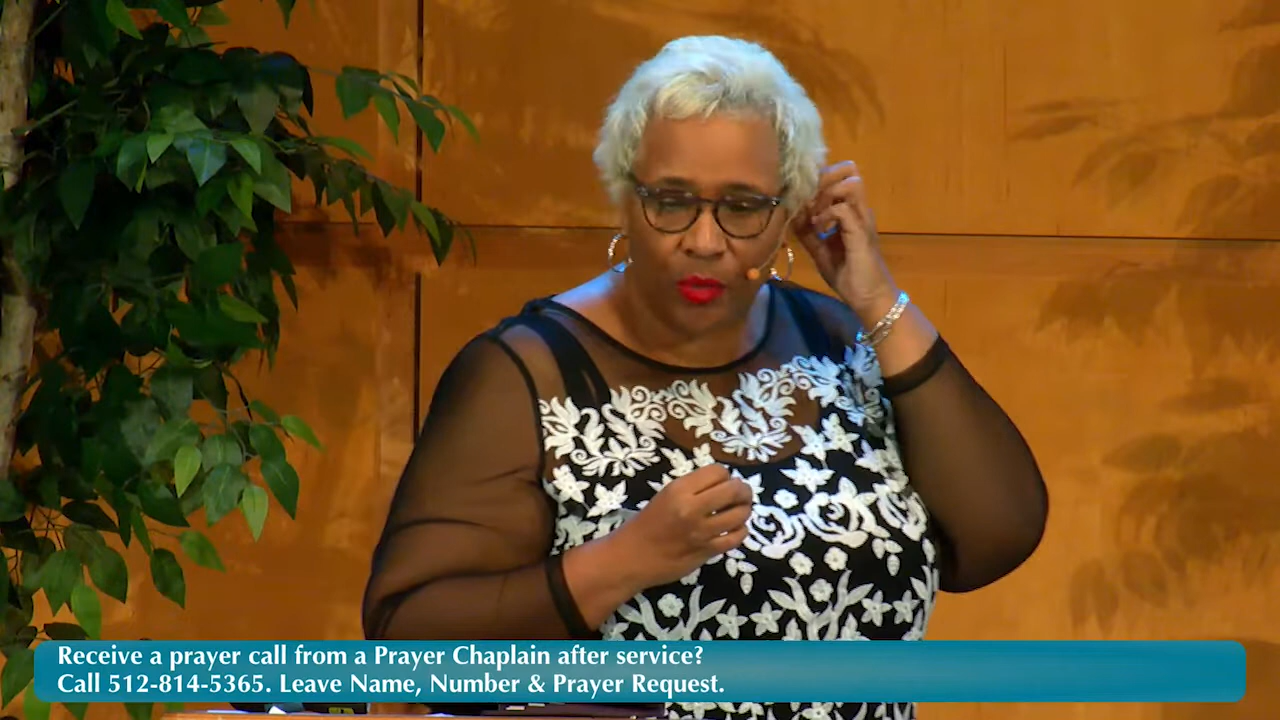 Receive a prayer call from a Prayer Chaplain after service?
Call 512-814-5365. Leave Name, Number & Prayer Request.